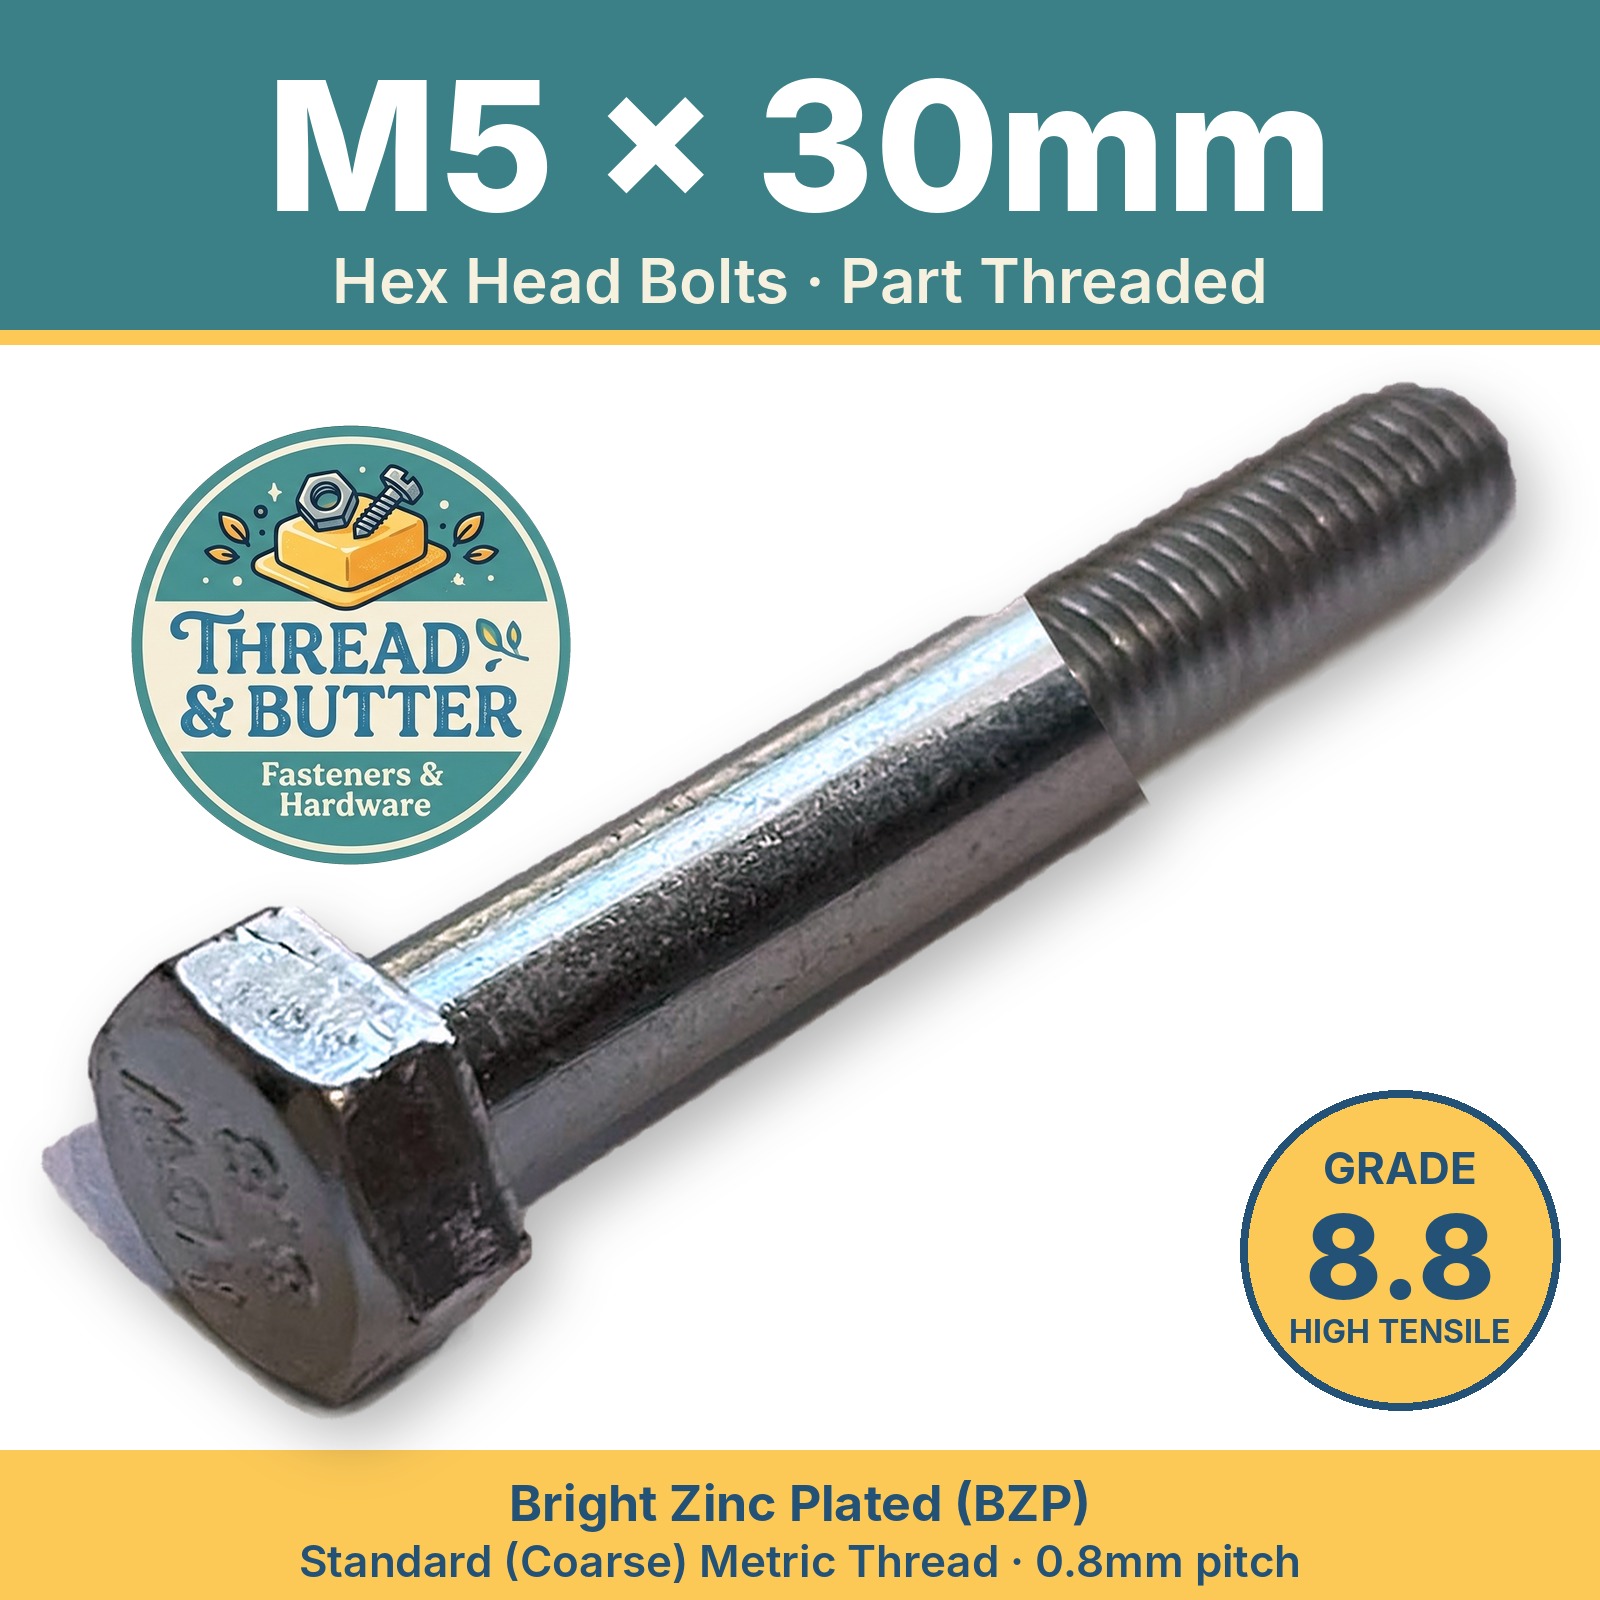 M5 × 30mm
Hex Head Bolts · Part Threaded
THREAD
& BUTTER
Fasteners &
Hardware
GRADE
8.8
HIGH TENSILE
Bright Zinc Plated (BZP)
Standard (Coarse) Metric Thread · 0.8mm pitch